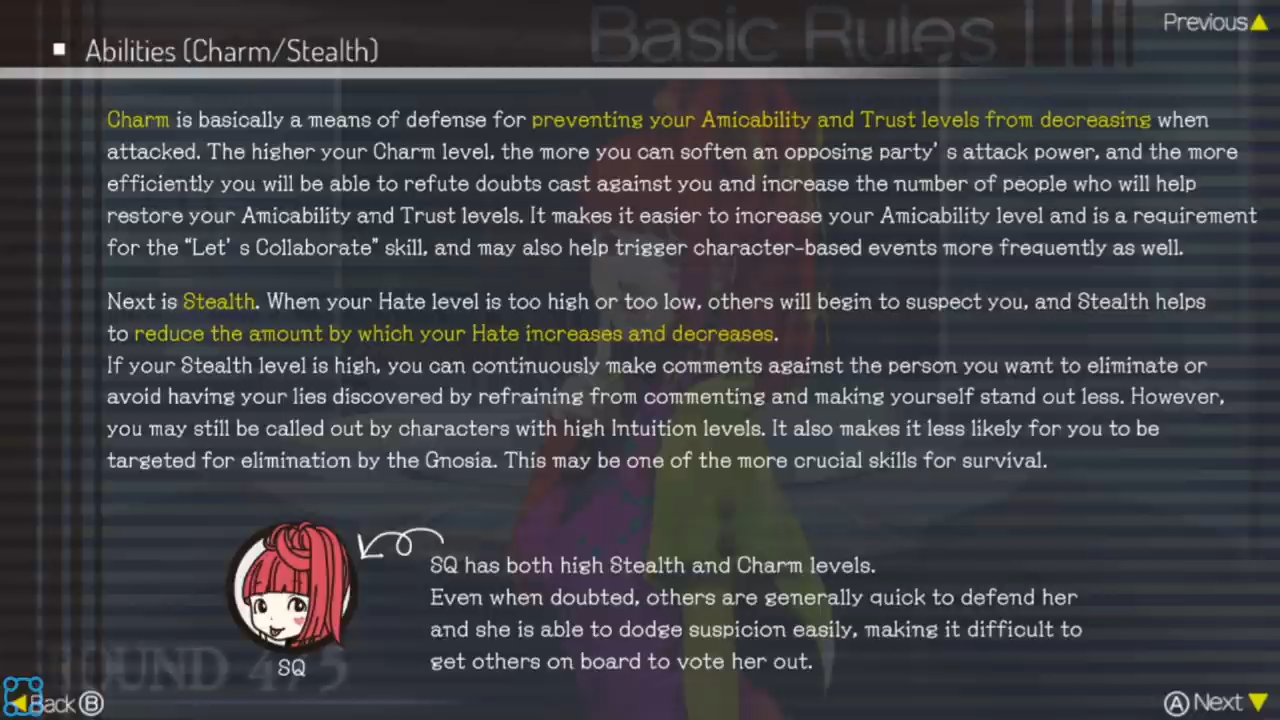 Basic Rules
Previous
Abilities (Charm/Stealth)
Charm is basically a means of defense for preventing your Amicability and Trust levels from decreasing when
attacked. The higher your Charm level, the more you can soften an opposing party' s attack power, and the more
efficiently you will be able to refute doubts cast against you and increase the number of people who will help
restore your Amicability and Trust levels. It makes it easier to increase your Amicability level and is a requirement
for the “Let' s Collaborate” skill, and may also help trigger character-based events more frequently as well.
Next is Stealth. When your Hate level is too high or too low, others will begin to suspect you, and Stealth helps
to reduce the amount by which your Hate increases and decreases.
If your Stealth level is high, you can continuously make comments against the person you want to eliminate or
avoid having your lies discovered by refraining from commenting and making yourself stand out less. However,
you may still be called out by characters with high Intuition levels. It also makes it less likely for you to be
targeted for elimination by the Gnosia. This may be one of the more crucial skills for survival.
SQ has both high Stealth and Charm levels.
Even when doubted, others are generally quick to defend her
and she is able to dodge suspicion easily, making it difficult to
get others on board to vote her out.
SQ
Back B
A Next